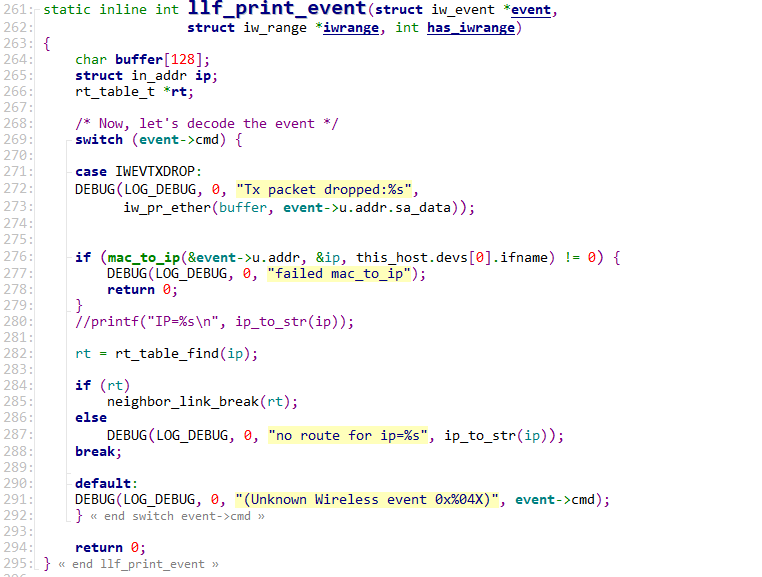 261: static inline int llf_print_event(struct iw_event *event,
262: struct iw_range *iwrange, int has_iwrange)
263: {
264: char buffer[128];
265: struct in_addr ip;
266: rt_table_t *rt;
267:
268: /* Now, let's decode the event */
269: switch (event->cmd) {
270:
271: case IWEVTXDROP:
272: DEBUG(LOG_DEBUG, 0, "Tx packet dropped:%s",
273: iw_pr_ether(buffer, event->u.addr.sa_data));
274:
275:
276: if (mac_to_ip(&event->u.addr, &ip, this_host.devs[0].ifname) != 0) {
277: DEBUG(LOG_DEBUG, 0, "failed mac_to_ip");
278: return 0;
279: }
280: //printf("IP=%s\n", ip_to_str(ip));
281:
282: rt = rt_table_find(ip);
283:
284: if (rt)
285: neighbor_link_break(rt);
286: else
287: DEBUG(LOG_DEBUG, 0, "no route for ip=%s", ip_to_str(ip));
288: break;
289:
290: default:
291: DEBUG(LOG_DEBUG, 0, "(Unknown Wireless event 0x%04X)", event->cmd);
292: } « end switch event->cmd »
293:
294: return 0;
295: } « end llf_print_event »